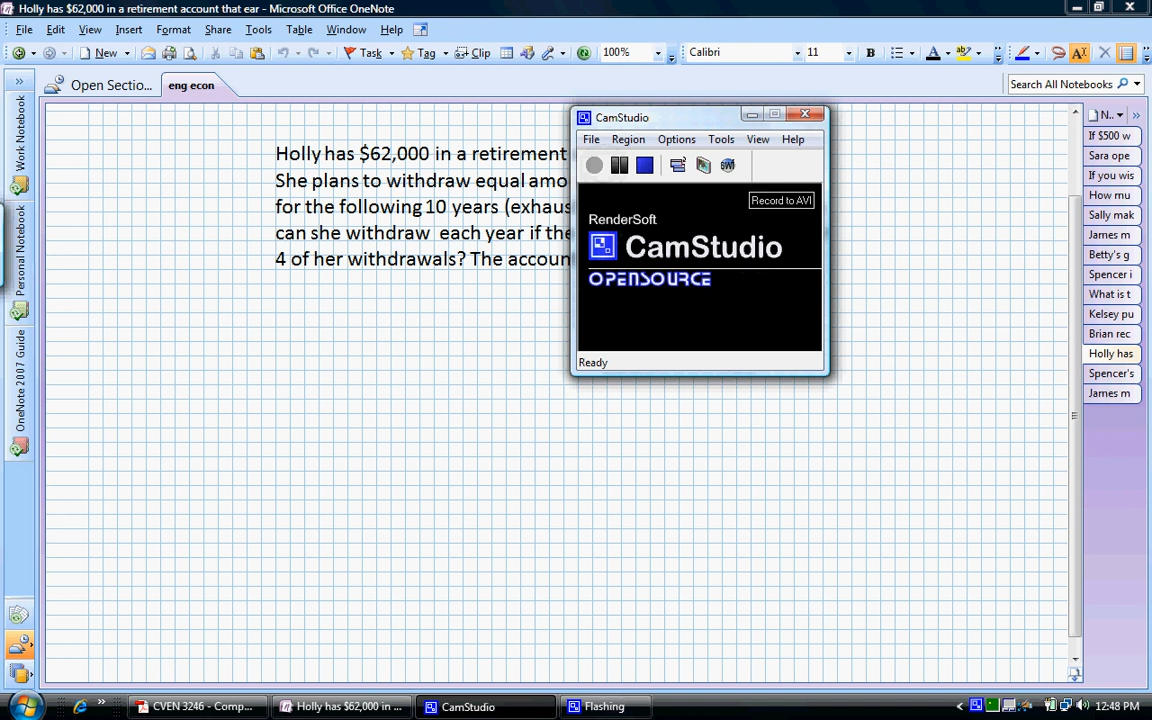 Holly has $62,000 in a retirement account that ear - Microsoft Office OneNote
File Edit View Insert Format Share Tools Table Window Help
New Task Tag Clip 100% Calibri 11 B A ab A
Open Sectio... eng econ Search All Notebooks
Work Notebook
Personal Notebook
OneNote 2007 Guide
Holly has $62,000 in a retirement
She plans to withdraw equal amo
for the following 10 years (exhaus
can she withdraw each year if the
4 of her withdrawals? The accoun
CamStudio
File Region Options Tools View Help
Record to AVI
RenderSoft
CamStudio
OPENSOURCE
Ready
N..
If $500 w
Sara ope
If you wis
How mu
Sally mak
James m
Betty's g
Spencer i
What is t
Kelsey pu
Brian rec
Holly has
Spencer's
James m
CVEN 3246 - Comp... Holly has $62,000 in ... CamStudio Flashing 12:48 PM